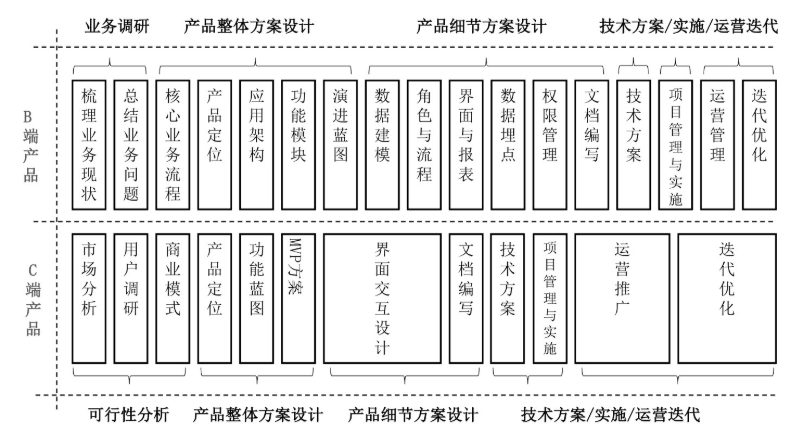 业务调研
产品整体方案设计
产品细节方案设计
技术方案/实施/运营迭代
B端产品
梳理业务现状
总结业务问题
核心业务流程
产品定位
应用架构
功能模块
演进蓝图
数据建模
角色与流程
界面与报表
数据埋点
权限管理
文档编写
技术方案
项目管理与实施
运营管理
迭代优化
C端产品
市场分析
用户调研
商业模式
产品定位
功能蓝图
MVP方案
界面交互设计
文档编写
技术方案
项目管理与实施
运营推广
迭代优化
可行性分析
产品整体方案设计
产品细节方案设计
技术方案/实施/运营迭代